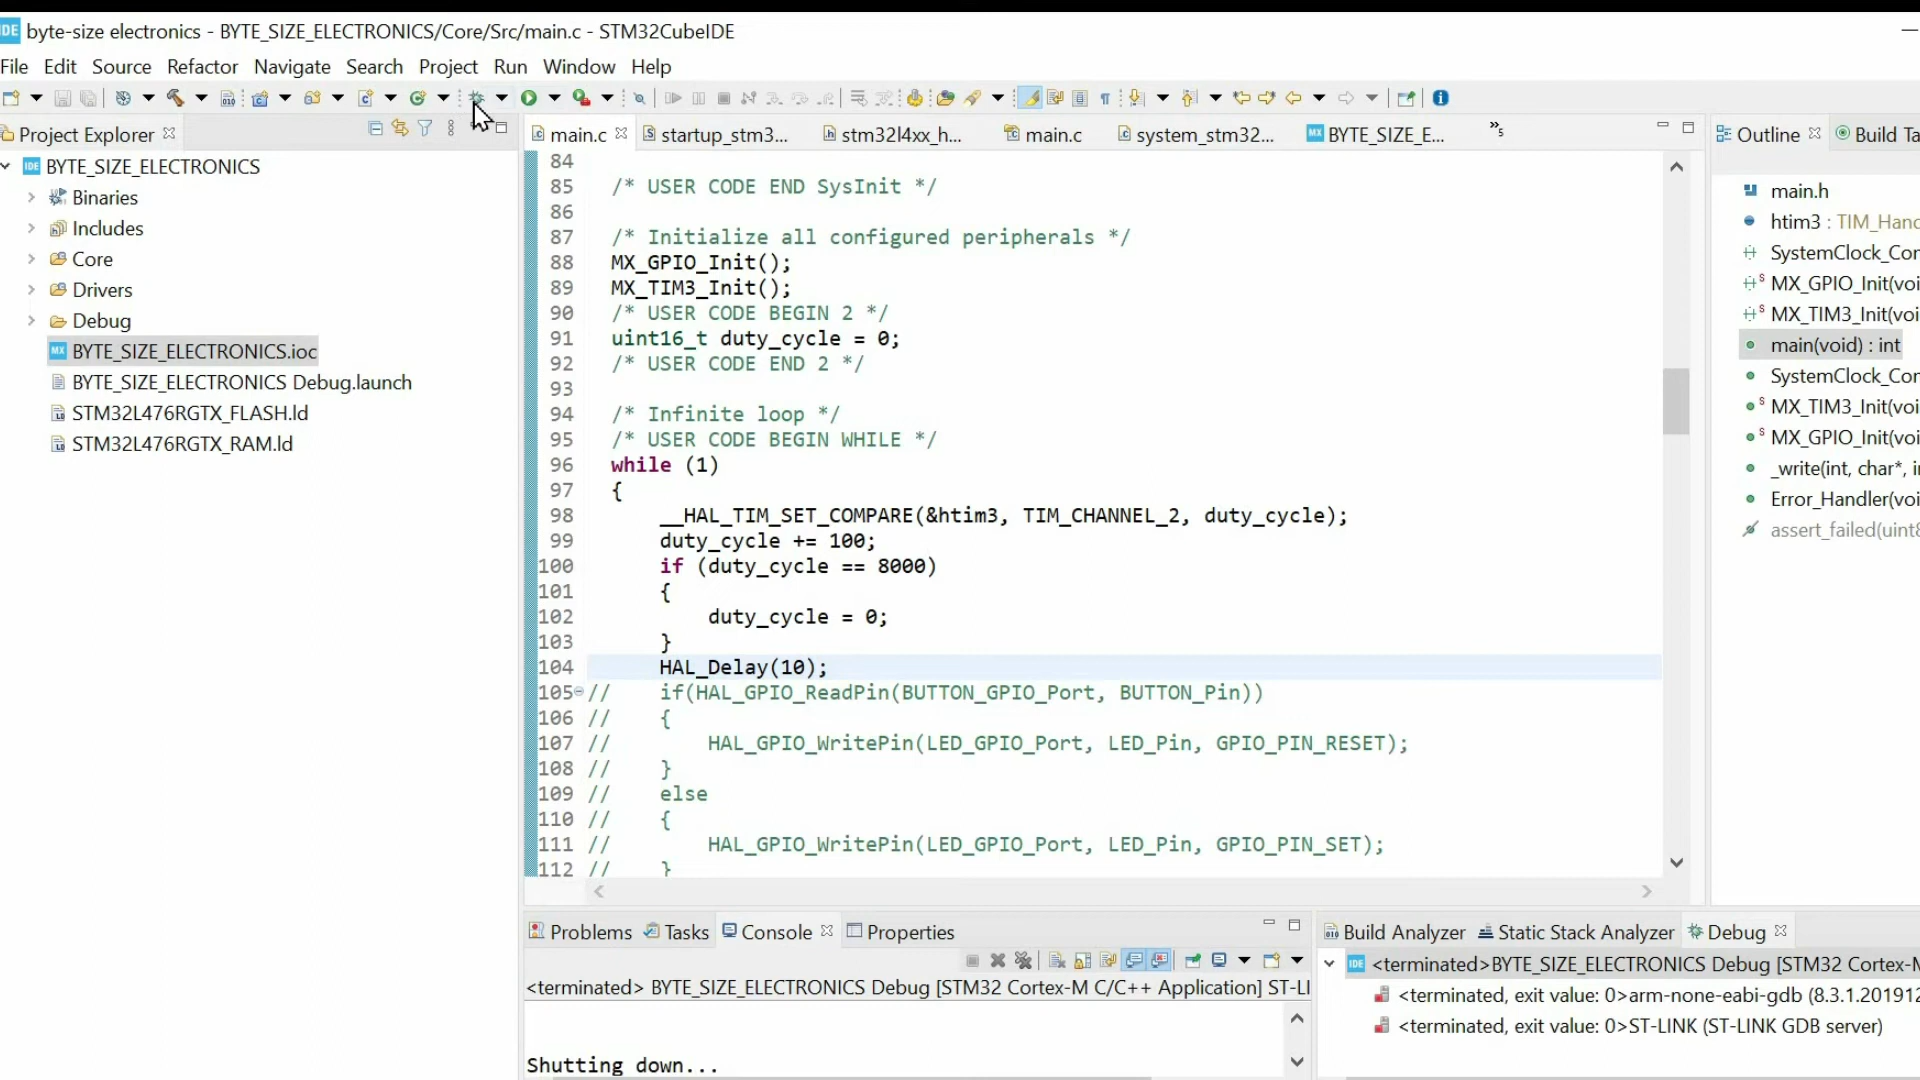 IDE byte-size electronics - BYTE_SIZE_ELECTRONICS/Core/Src/main.c - STM32CubeIDE
File Edit Source Refactor Navigate Search Project Run Window Help
Project Explorer
BYTE_SIZE_ELECTRONICS
Binaries
Includes
Core
Drivers
Debug
BYTE_SIZE_ELECTRONICS.ioc
BYTE_SIZE_ELECTRONICS Debug.launch
STM32L476RGTX_FLASH.ld
STM32L476RGTX_RAM.ld
main.c startup_stm3... stm32l4xx_h... main.c system_stm32... BYTE_SIZE_E... »5
84
85 /* USER CODE END SysInit */
86
87 /* Initialize all configured peripherals */
88 MX_GPIO_Init();
89 MX_TIM3_Init();
90 /* USER CODE BEGIN 2 */
91 uint16_t duty_cycle = 0;
92 /* USER CODE END 2 */
93
94 /* Infinite loop */
95 /* USER CODE BEGIN WHILE */
96 while (1)
97 {
98 __HAL_TIM_SET_COMPARE(&htim3, TIM_CHANNEL_2, duty_cycle);
99 duty_cycle += 100;
100 if (duty_cycle == 8000)
101 {
102 duty_cycle = 0;
103 }
104 HAL_Delay(10);
105 // if(HAL_GPIO_ReadPin(BUTTON_GPIO_Port, BUTTON_Pin))
106 // {
107 // HAL_GPIO_WritePin(LED_GPIO_Port, LED_Pin, GPIO_PIN_RESET);
108 // }
109 // else
110 // {
111 // HAL_GPIO_WritePin(LED_GPIO_Port, LED_Pin, GPIO_PIN_SET);
112 // }
Outline Build Ta
main.h
htim3 : TIM_Hand
SystemClock_Con
MX_GPIO_Init(voi
MX_TIM3_Init(voi
main(void) : int
SystemClock_Con
MX_TIM3_Init(voi
MX_GPIO_Init(voi
_write(int, char*, in
Error_Handler(voi
assert_failed(uint8
Problems Tasks Console Properties
<terminated> BYTE_SIZE_ELECTRONICS Debug [STM32 Cortex-M C/C++ Application] ST-LI
Shutting down...
Build Analyzer Static Stack Analyzer Debug
<terminated>BYTE_SIZE_ELECTRONICS Debug [STM32 Cortex-M
<terminated, exit value: 0>arm-none-eabi-gdb (8.3.1.201912
<terminated, exit value: 0>ST-LINK (ST-LINK GDB server)